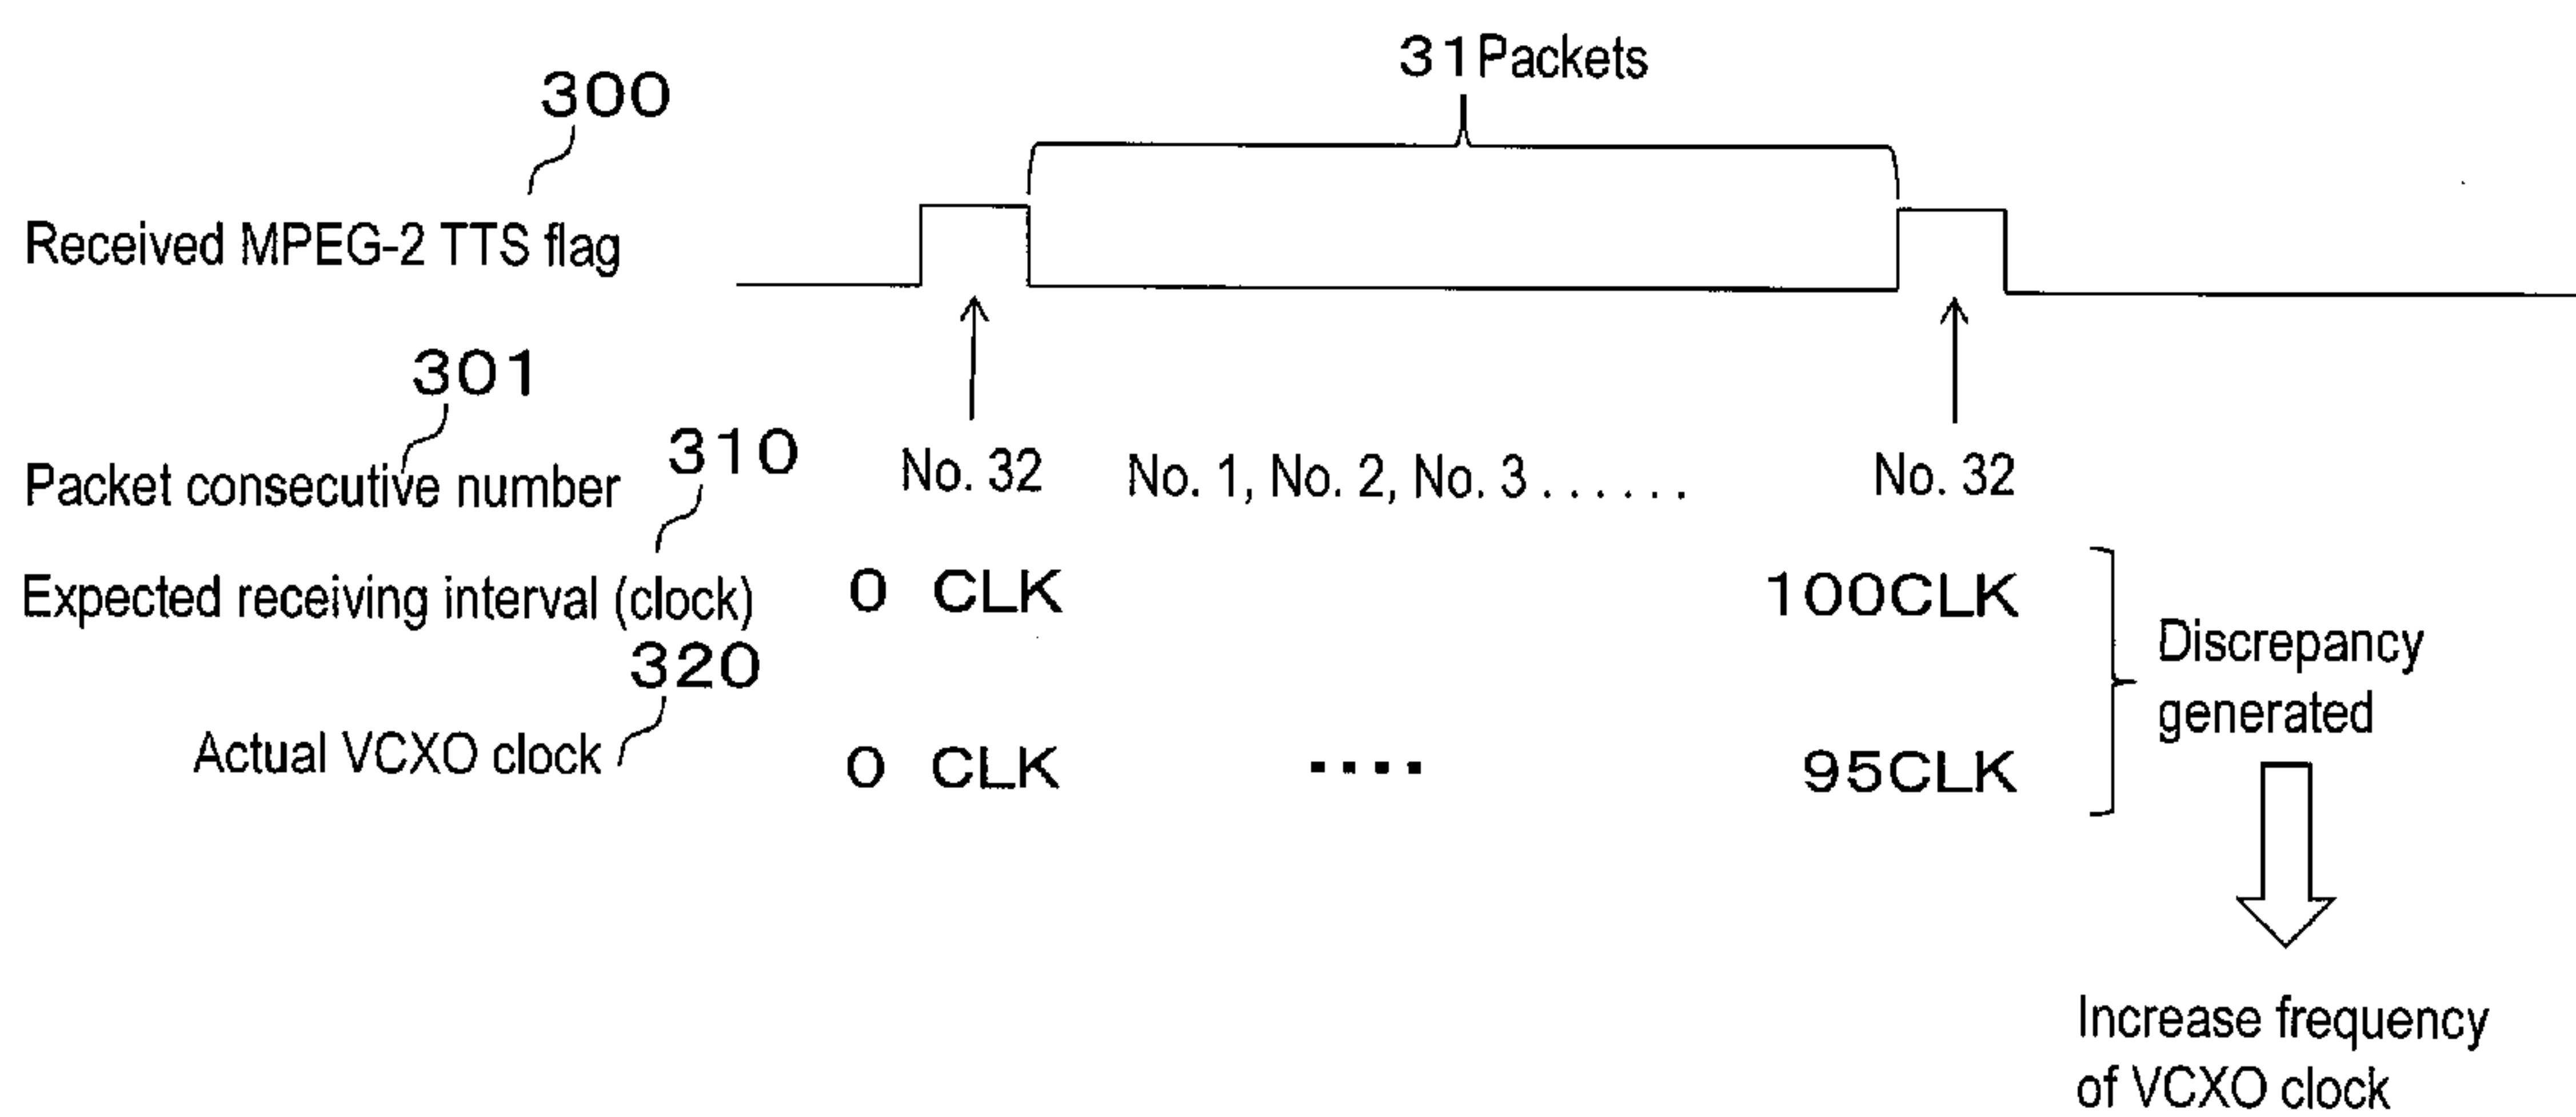 31Packets
300
Received MPEG-2 TTS flag
301
310
Packet consecutive number
No. 32
No. 1, No. 2, No. 3 . . . . . .
No. 32
Expected receiving interval (clock)
0 CLK
100CLK
320
Actual VCXO clock
0 CLK
....
95CLK
Discrepancy
generated
Increase frequency
of VCXO clock